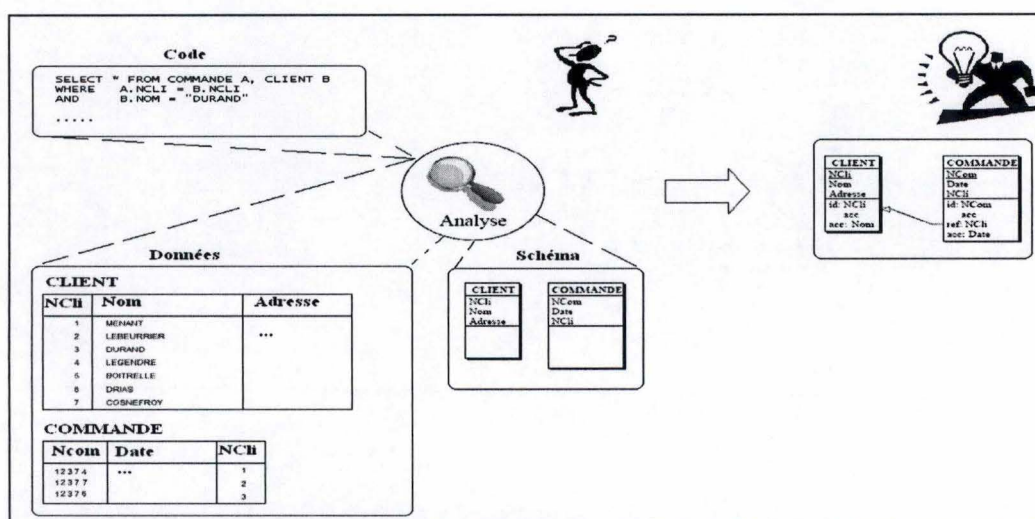 Code
SELECT * FROM COMMANDE A, CLIENT B
WHERE A.NCLI = B.NCLI
AND B.NOM = "DURAND"
.....
Analyse
Données
CLIENT
NCli Nom Adresse
1 MENANT
2 LEBEURRIER ...
3 DURAND
4 LEGENDRE
5 BOITRELLE
6 DRIAS
7 COSNEFROY
COMMANDE
Ncom Date NCli
12374 ... 1
12377 2
12376 3
Schéma
CLIENT
NCli
Nom
Adresse
COMMANDE
NCom
Date
NCli
CLIENT
NCli
Nom
Adresse
id: NCli
acc
acc: Nom
COMMANDE
NCom
Date
NCli
id: NCom
acc
ref: NCli
acc: Date